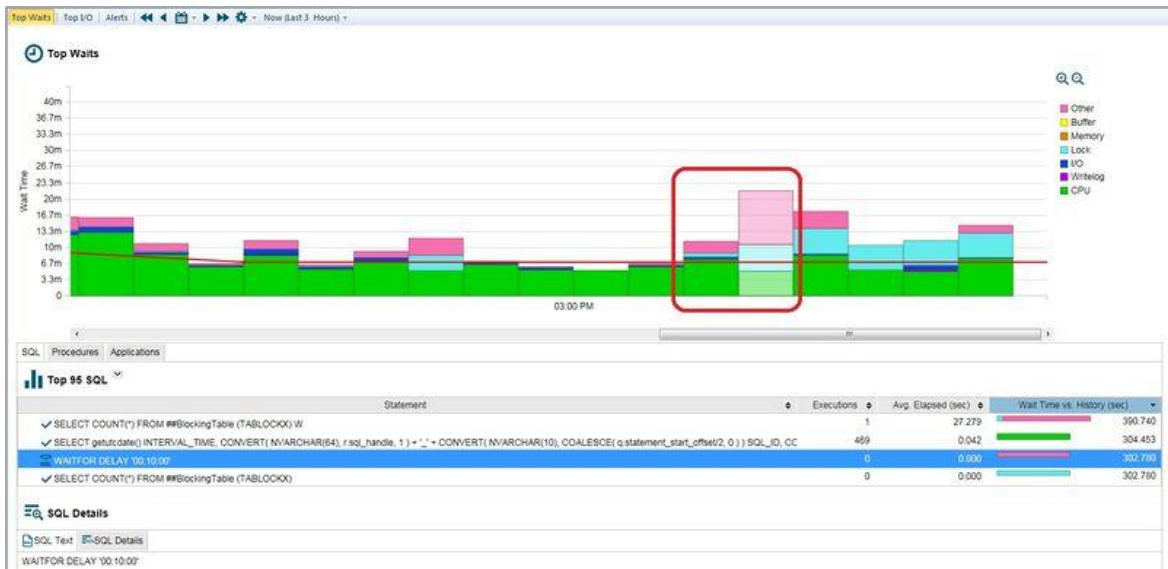 Top Waits | Top I/O | Alerts | Now (Last 3 Hours)
Top Waits
40m
36.7m
33.3m
30m
26.7m
23.3m
20m
16.7m
13.3m
10m
6.7m
3.3m
0
Wait Time
03:00 PM
Other
Buffer
Memory
Lock
I/O
Writelog
CPU
SQL Procedures Applications
Top 95 SQL
Statement Executions Avg. Elapsed (sec) Wait Time vs. History (sec)
SELECT COUNT(*) FROM ##BlockingTable (TABLOCKX) W 1 27.279 390.740
SELECT getutcdate() INTERVAL_TIME, CONVERT( NVARCHAR(64), r.sql_handle, 1 ) + '_' + CONVERT( NVARCHAR(10), COALESCE( q.statement_start_offset/2, 0 ) ) SQL_ID, CC 469 0.042 304.453
WAITFOR DELAY '00:10:00' 0 0.000 302.780
SELECT COUNT(*) FROM ##BlockingTable (TABLOCKX) 0 0.000 302.780
SQL Details
SQL Text SQL Details
WAITFOR DELAY '00:10:00'